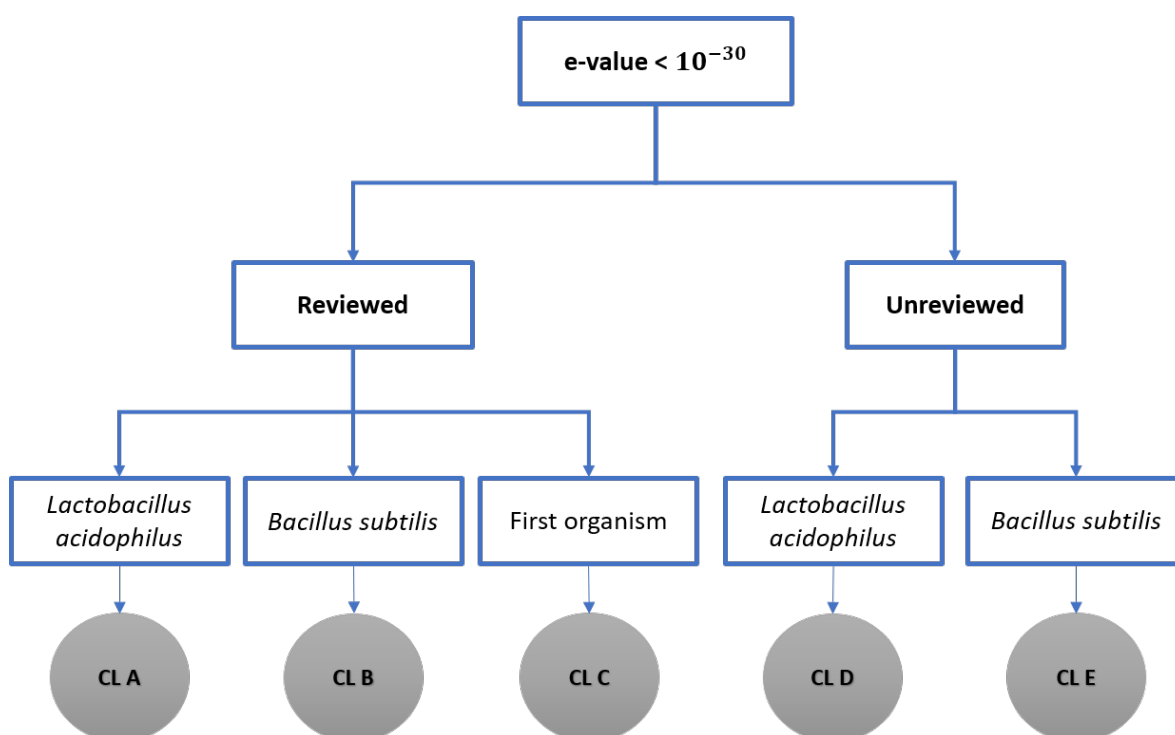 e-value < 10⁻³⁰
Reviewed
Unreviewed
Lactobacillus
acidophilus
Bacillus subtilis
First organism
Lactobacillus
acidophilus
Bacillus subtilis
CL A
CL B
CL C
CL D
CL E